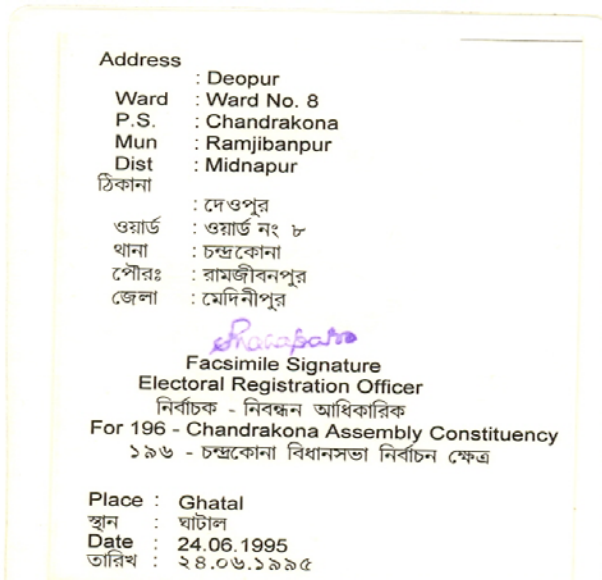 Address
: Deopur
Ward : Ward No. 8
P.S. : Chandrakona
Mun : Ramjibanpur
Dist : Midnapur
ঠিকানা
: দেওপুর
ওয়ার্ড : ওয়ার্ড নং ৮
থানা : চন্দ্রকোনা
পৌরঃ : রামজীবনপুর
জেলা : মেদিনীপুর
Facsimile Signature
Electoral Registration Officer
নির্বাচক - নিবন্ধন আধিকারিক
For 196 - Chandrakona Assembly Constituency
১৯৬ - চন্দ্রকোনা বিধানসভা নির্বাচন ক্ষেত্র
Place : Ghatal
স্থান : ঘাটাল
Date : 24.06.1995
তারিখ : ২৪.০৬.১৯৯৫